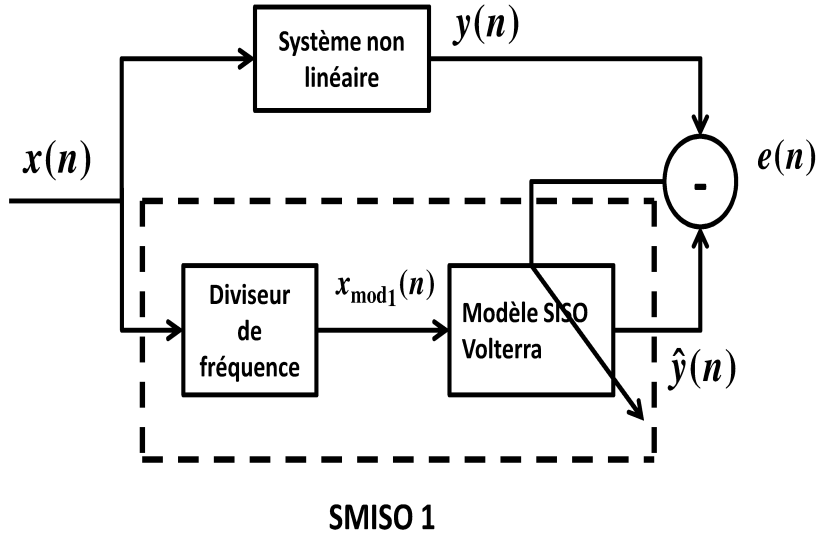 Système non
linéaire
y(n)
x(n)
e(n)
-
Diviseur
de
fréquence
x_mod1(n)
Modèle SISO
Volterra
ŷ(n)
SMISO 1